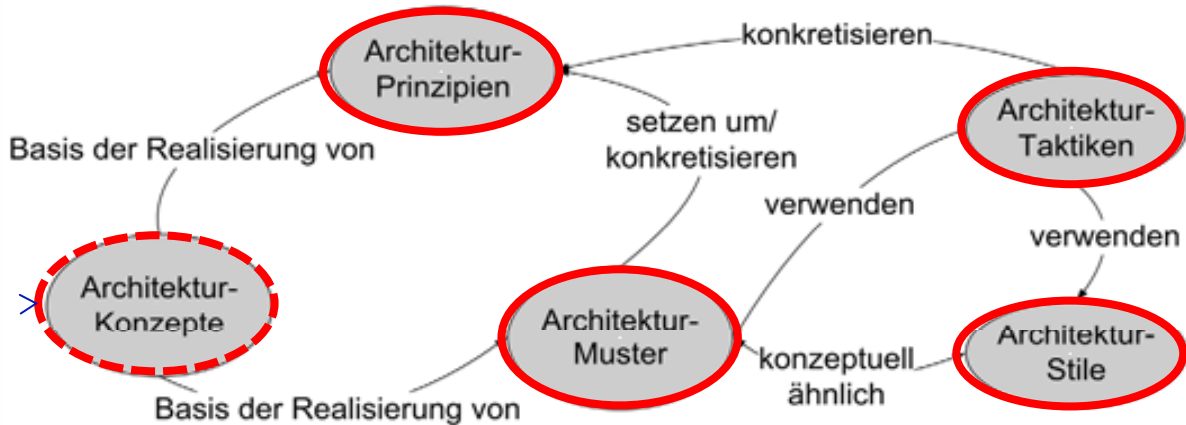 konkretisieren
Architektur-
Prinzipien
Architektur-
Taktiken
setzen um/
konkretisieren
Basis der Realisierung von
verwenden
verwenden
Architektur-
Konzepte
Architektur-
Muster
Architektur-
Stile
konzeptuell
ähnlich
Basis der Realisierung von